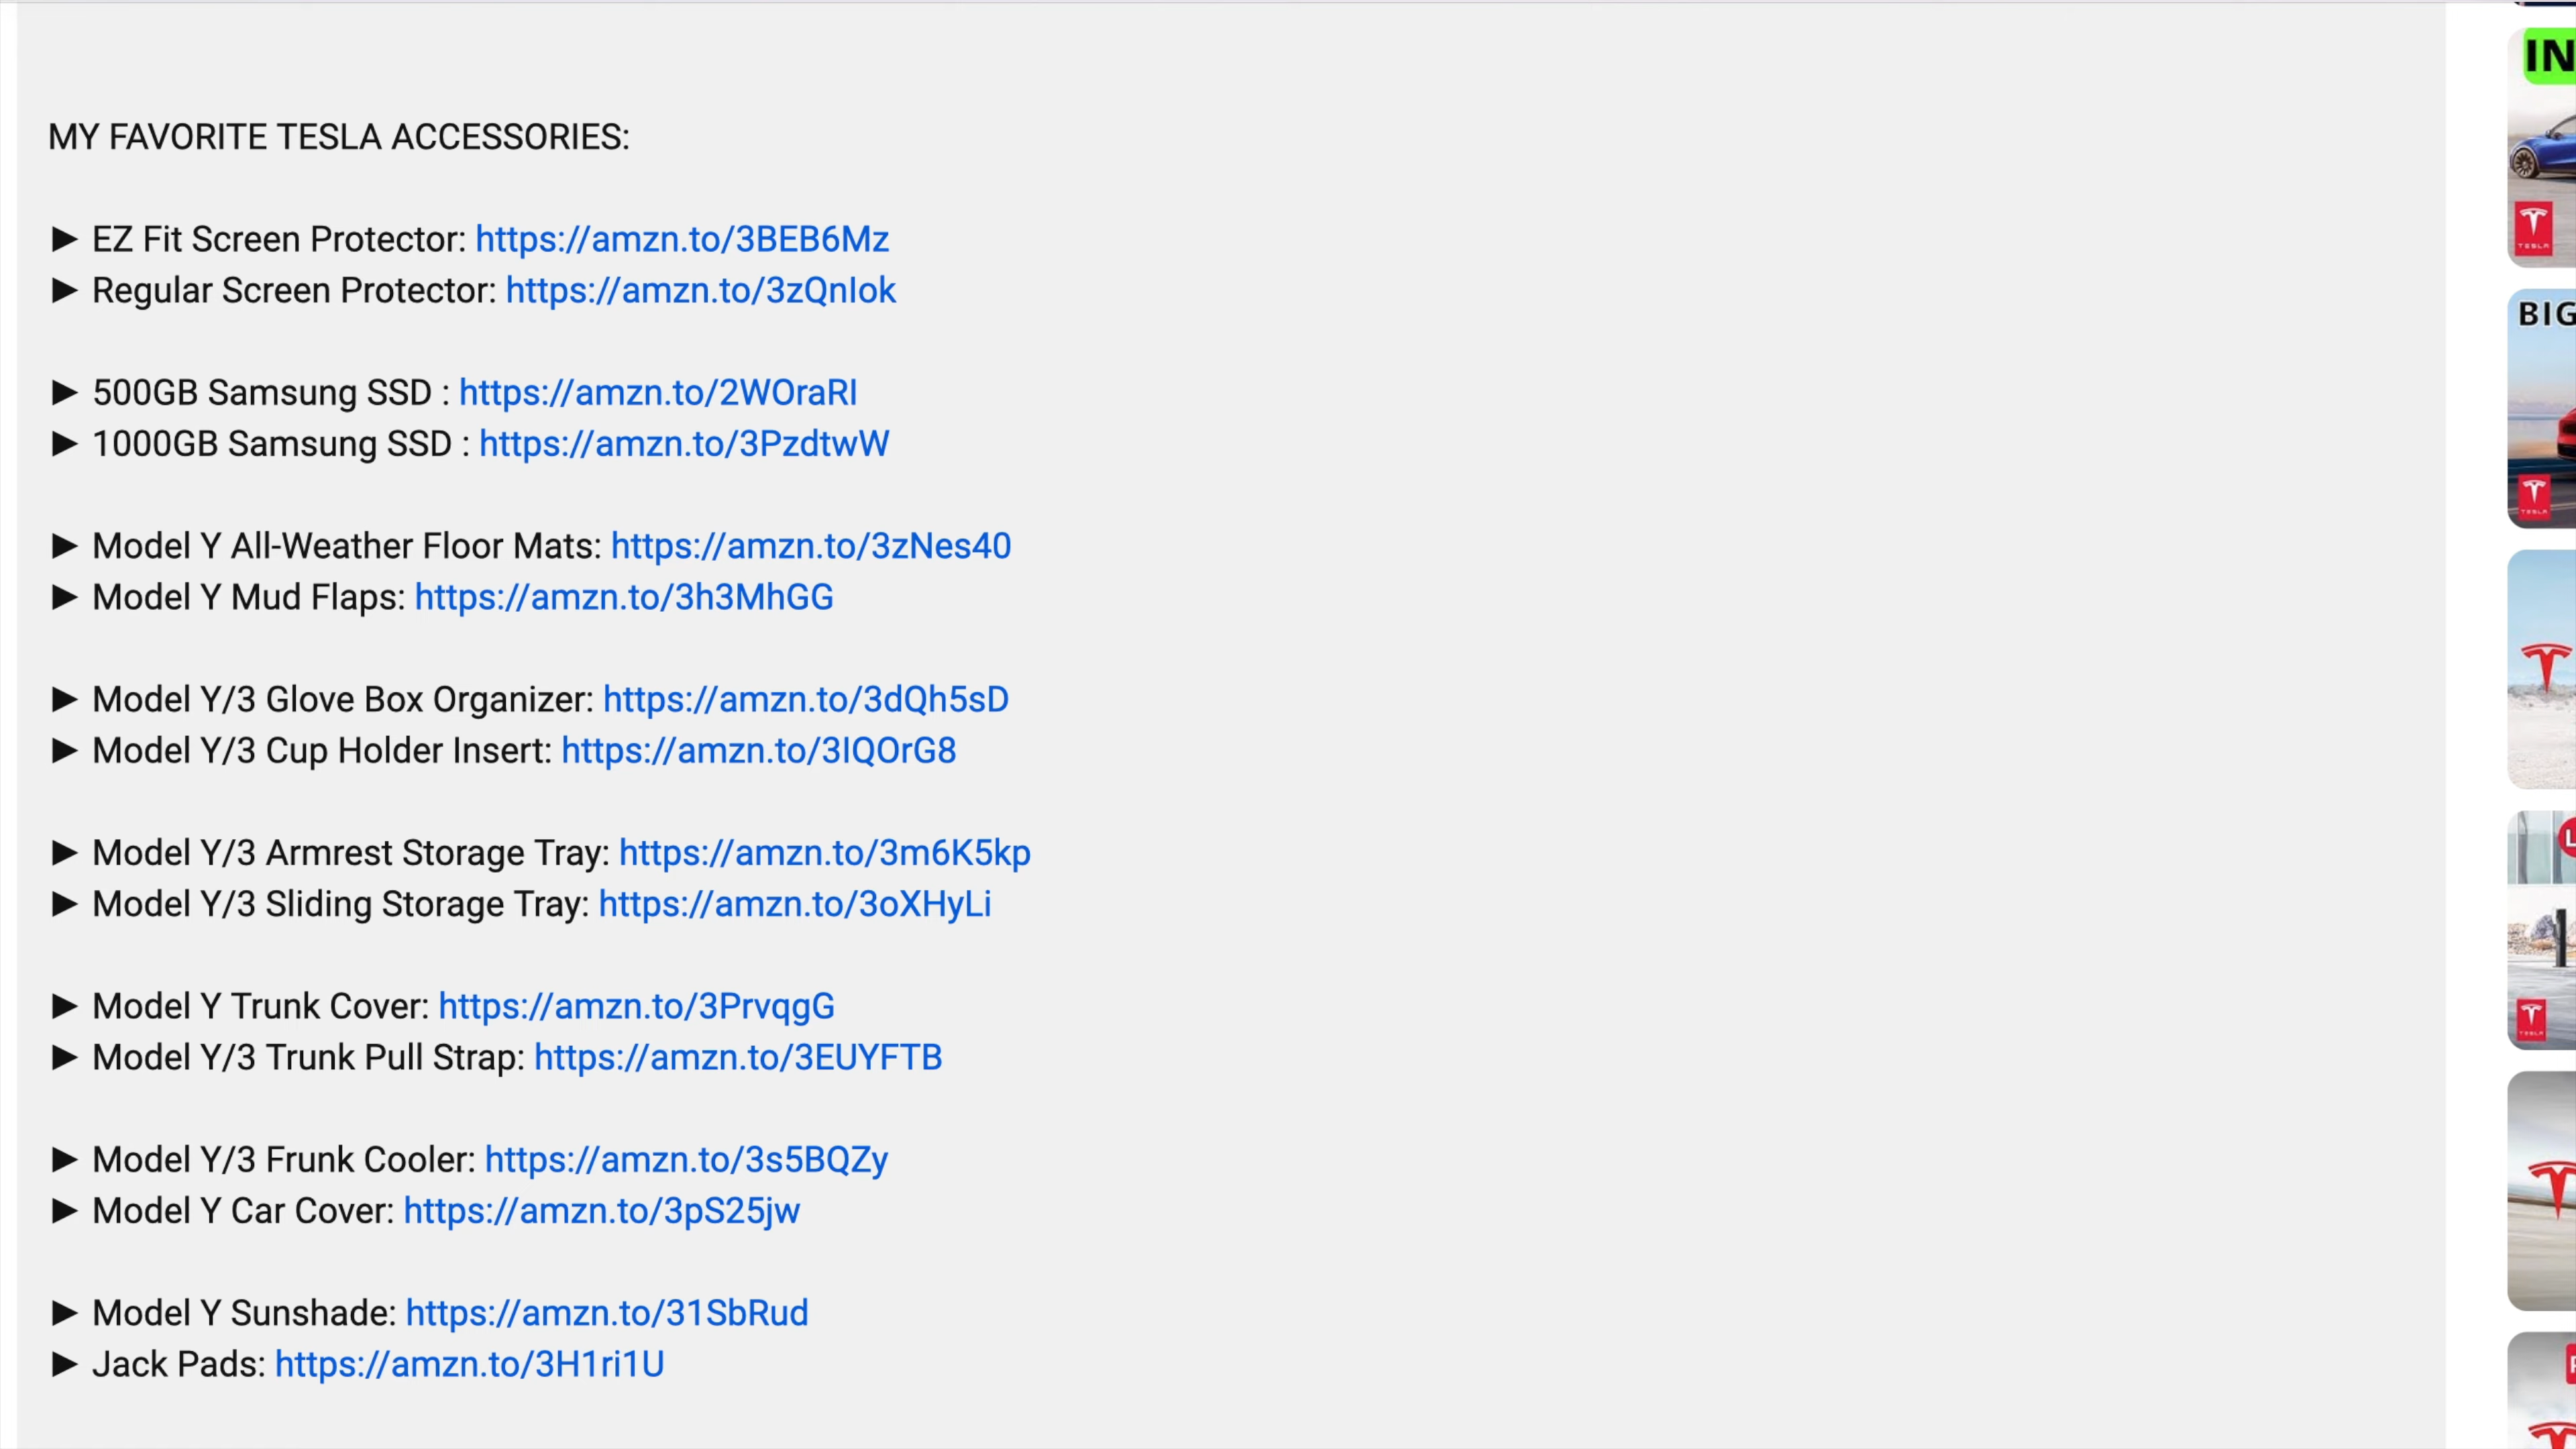 MY FAVORITE TESLA ACCESSORIES:
► EZ Fit Screen Protector: https://amzn.to/3BEB6Mz
► Regular Screen Protector: https://amzn.to/3zQnIok
► 500GB Samsung SSD : https://amzn.to/2WOraRI
► 1000GB Samsung SSD : https://amzn.to/3PzdtwW
► Model Y All-Weather Floor Mats: https://amzn.to/3zNes40
► Model Y Mud Flaps: https://amzn.to/3h3MhGG
► Model Y/3 Glove Box Organizer: https://amzn.to/3dQh5sD
► Model Y/3 Cup Holder Insert: https://amzn.to/3IQOrG8
► Model Y/3 Armrest Storage Tray: https://amzn.to/3m6K5kp
► Model Y/3 Sliding Storage Tray: https://amzn.to/3oXHyLi
► Model Y Trunk Cover: https://amzn.to/3PrvqgG
► Model Y/3 Trunk Pull Strap: https://amzn.to/3EUYFTB
► Model Y/3 Frunk Cooler: https://amzn.to/3s5BQZy
► Model Y Car Cover: https://amzn.to/3pS25jw
► Model Y Sunshade: https://amzn.to/31SbRud
► Jack Pads: https://amzn.to/3H1ri1U
IN
TESLA
BIG
TESLA
L
TESLA